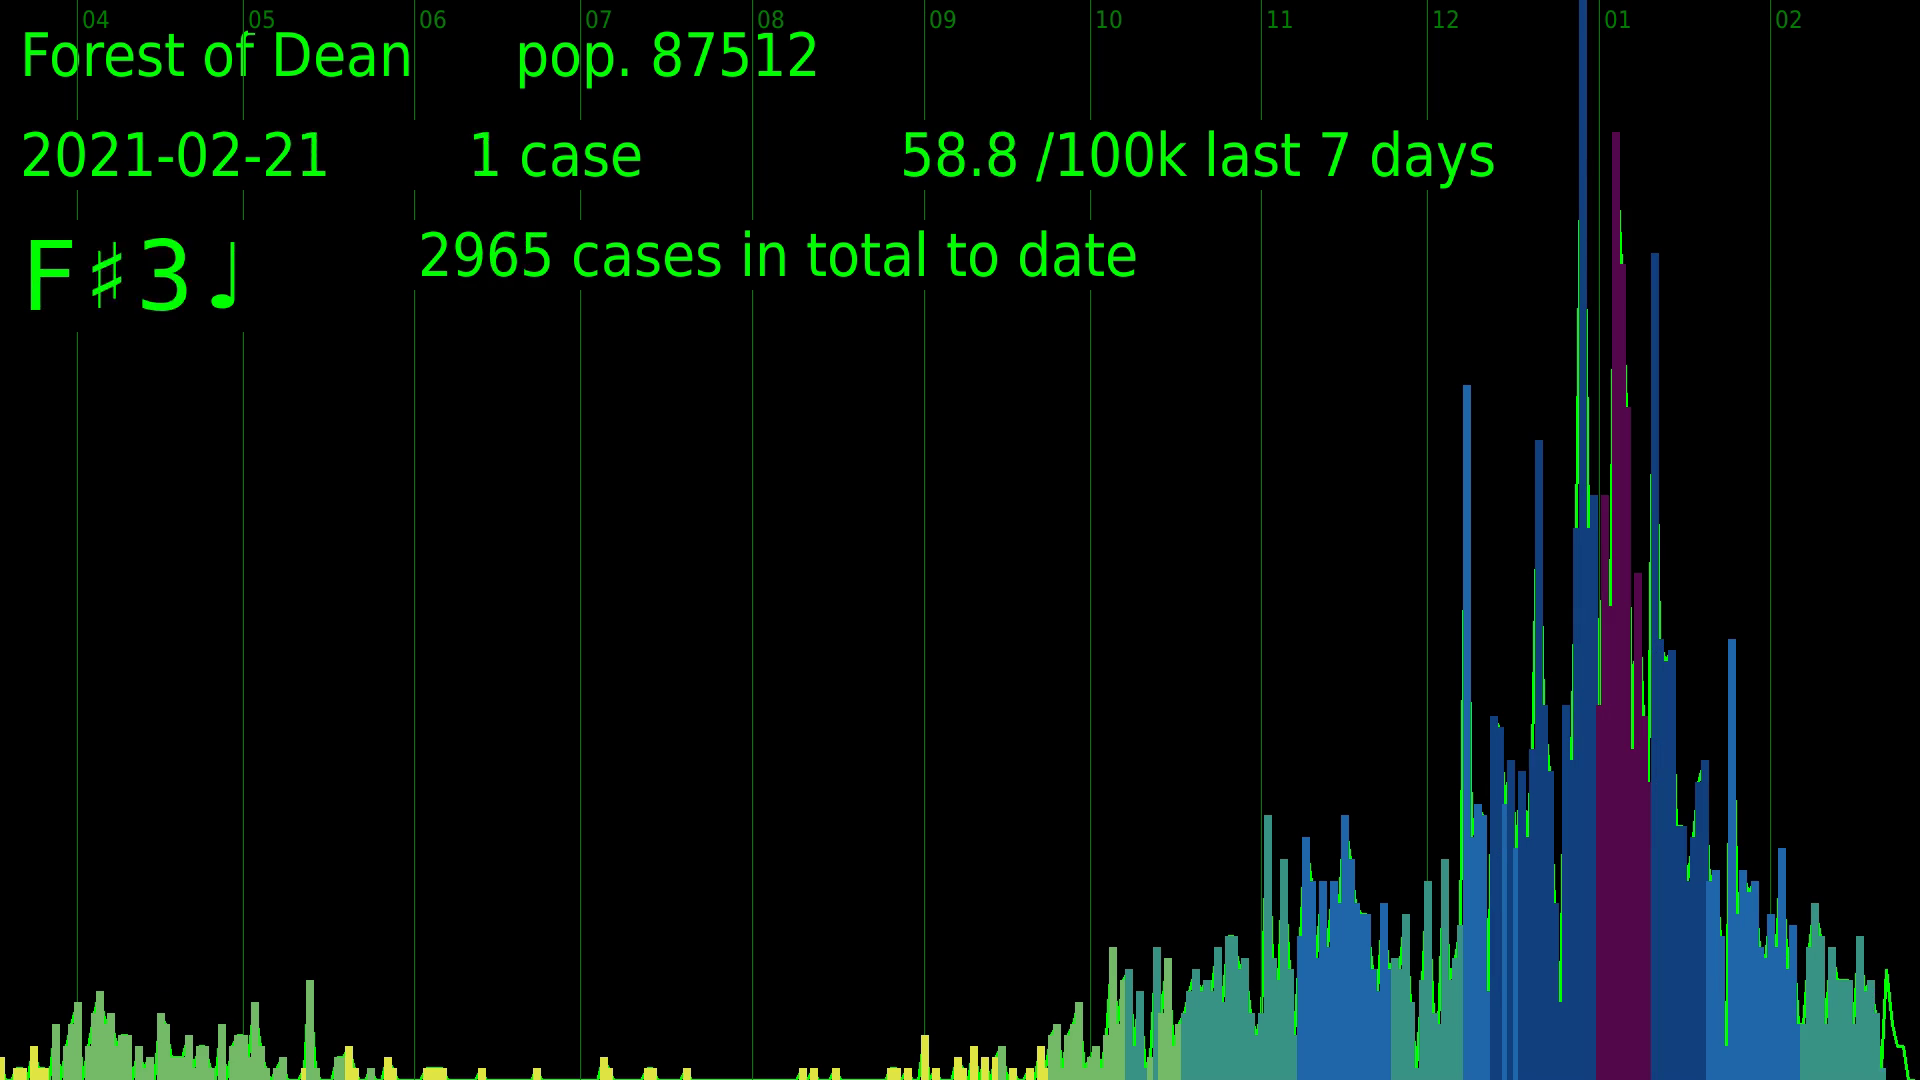 04 05 06 07 08 09 10 11 12 01 02
Forest of Dean pop. 87512
2021-02-21 1 case 58.8 /100k last 7 days
F♯3♩ 2965 cases in total to date